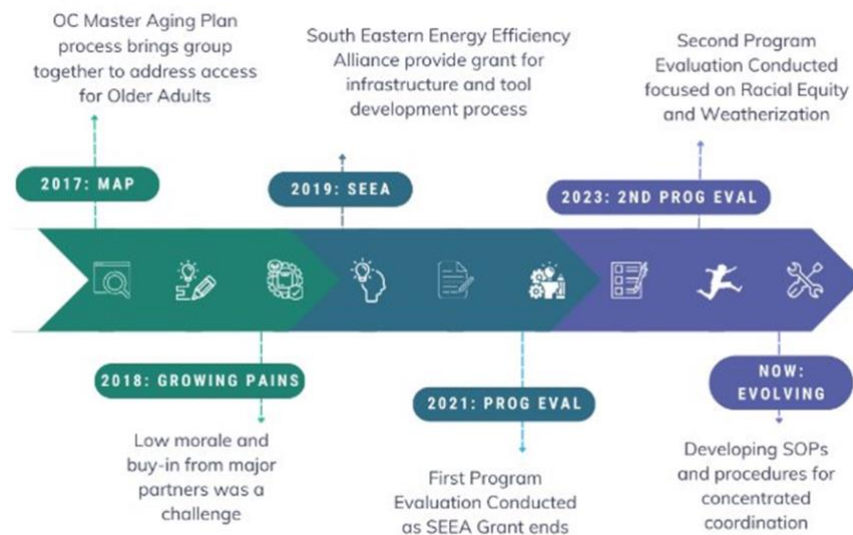 OC Master Aging Plan
process brings group
together to address access
for Older Adults
2017: MAP
South Eastern Energy Efficiency
Alliance provide grant for
infrastructure and tool
development process
2019: SEEA
Second Program
Evaluation Conducted
focused on Racial Equity
and Weatherization
2023: 2ND PROG EVAL
2018: GROWING PAINS
Low morale and
buy-in from major
partners was a
challenge
2021: PROG EVAL
First Program
Evaluation Conducted
as SEEA Grant ends
NOW:
EVOLVING
Developing SOPs
and procedures for
concentrated
coordination